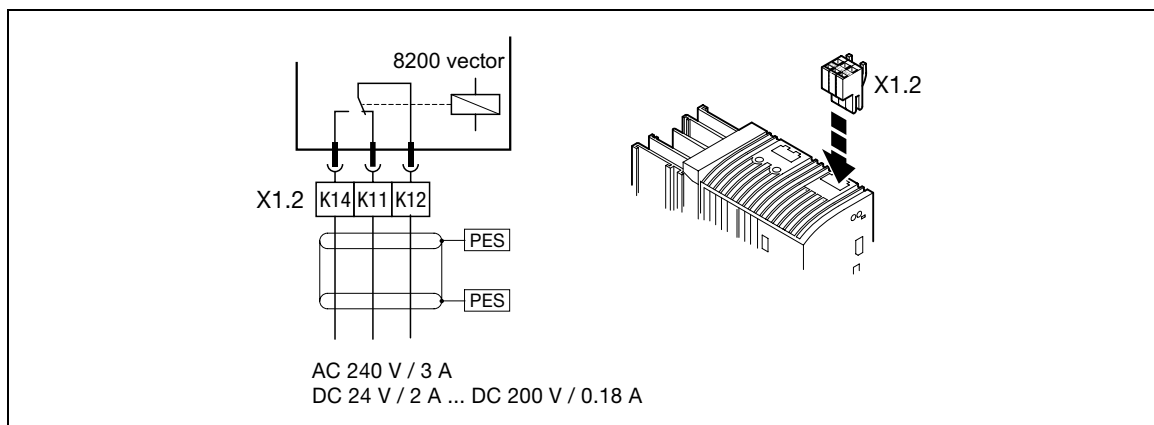 8200 vector
X1.2
X1.2 K14 K11 K12
PES
PES
AC 240 V / 3 A
DC 24 V / 2 A ... DC 200 V / 0.18 A